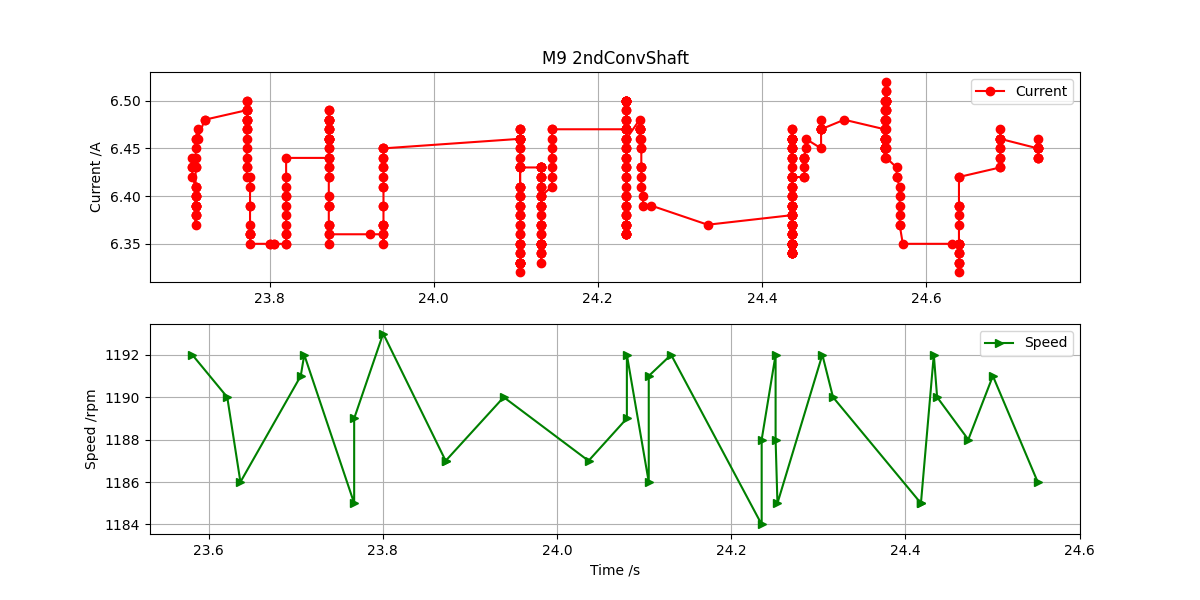 M9 2ndConvShaft
Current /A
6.50
6.45
6.40
6.35
Current
23.8 24.0 24.2 24.4 24.6
Speed /rpm
1192
1190
1188
1186
1184
Speed
23.6 23.8 24.0 24.2 24.4 24.6
Time /s